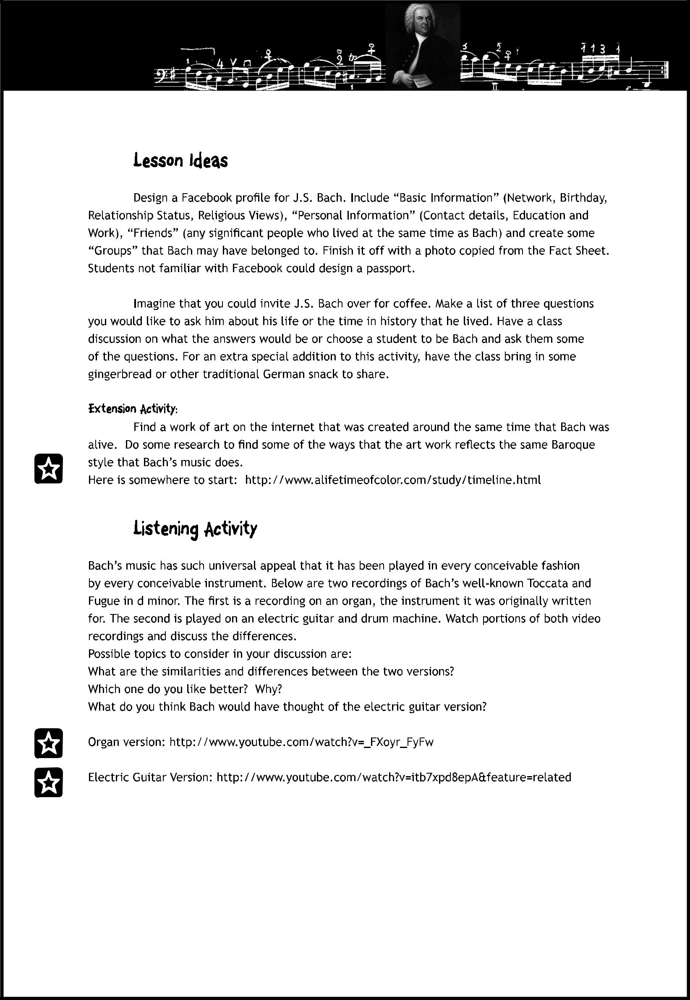 Lesson Ideas
Design a Facebook profile for J.S. Bach. Include “Basic Information” (Network, Birthday,
Relationship Status, Religious Views), “Personal Information” (Contact details, Education and
Work), “Friends” (any significant people who lived at the same time as Bach) and create some
“Groups” that Bach may have belonged to. Finish it off with a photo copied from the Fact Sheet.
Students not familiar with Facebook could design a passport.
Imagine that you could invite J.S. Bach over for coffee. Make a list of three questions
you would like to ask him about his life or the time in history that he lived. Have a class
discussion on what the answers would be or choose a student to be Bach and ask them some
of the questions. For an extra special addition to this activity, have the class bring in some
gingerbread or other traditional German snack to share.
Extension Activity:
Find a work of art on the internet that was created around the same time that Bach was
alive.  Do some research to find some of the ways that the art work reflects the same Baroque
style that Bach’s music does.
Here is somewhere to start:  http://www.alifetimeofcolor.com/study/timeline.html
Listening Activity
Bach’s music has such universal appeal that it has been played in every conceivable fashion
by every conceivable instrument. Below are two recordings of Bach’s well-known Toccata and
Fugue in d minor. The first is a recording on an organ, the instrument it was originally written
for. The second is played on an electric guitar and drum machine. Watch portions of both video
recordings and discuss the differences.
Possible topics to consider in your discussion are:
What are the similarities and differences between the two versions?
Which one do you like better?  Why?
What do you think Bach would have thought of the electric guitar version?
Organ version: http://www.youtube.com/watch?v=_FXoyr_FyFw
Electric Guitar Version: http://www.youtube.com/watch?v=itb7xpd8epA&feature=related